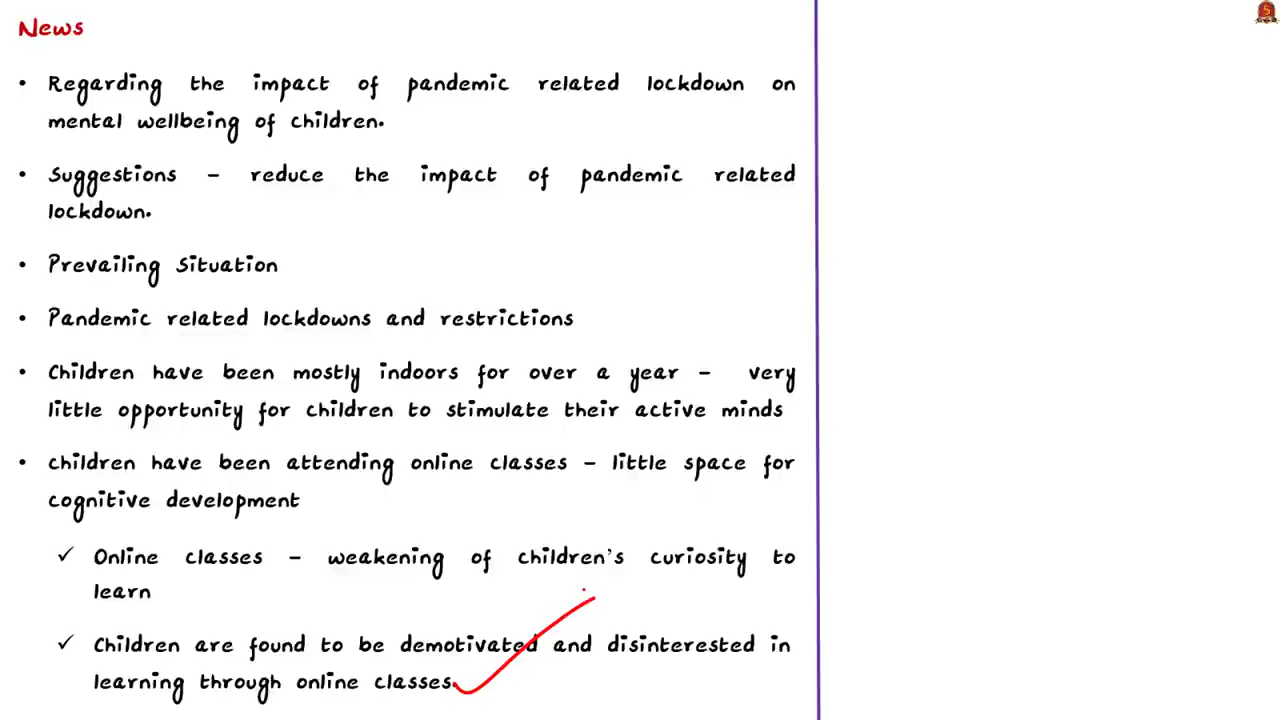 News
• Regarding the impact of pandemic related lockdown on
mental wellbeing of children.
• Suggestions – reduce the impact of pandemic related
lockdown.
• Prevailing Situation
• Pandemic related lockdowns and restrictions
• Children have been mostly indoors for over a year – very
little opportunity for children to stimulate their active minds
• children have been attending online classes – little space for
cognitive development
✓ Online classes – weakening of children's curiosity to
learn
✓ Children are found to be demotivated and disinterested in
learning through online classes.